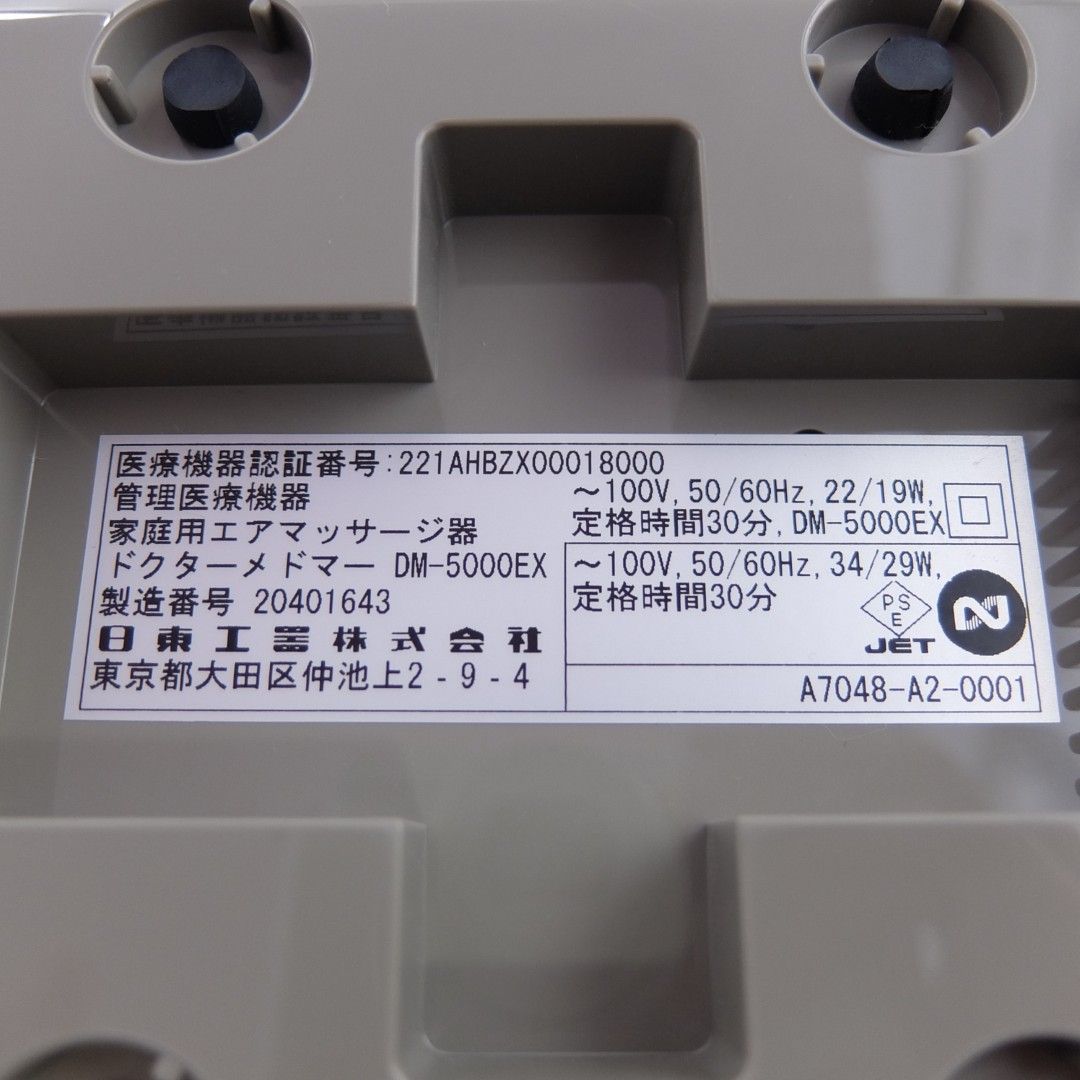 医療機器認証番号:221AHBZX00018000
管理医療機器
家庭用エアマッサージ器
ドクターメドマー DM-5000EX
製造番号 20401643
日東工器株式会社
東京都大田区仲池上2-9-4
～100V,50/60Hz,22/19W,
定格時間30分,DM-5000EX
～100V,50/60Hz,34/29W,
定格時間30分
PS
E
JET
N
A7048-A2-0001